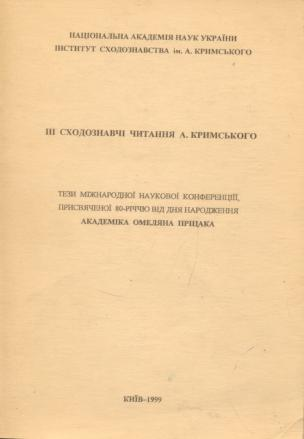 НАЦІОНАЛЬНА АКАДЕМІЯ НАУК УКРАЇНИ
ІНСТИТУТ СХОДОЗНАВСТВА ім. А. КРИМСЬКОГО
ІІІ СХОДОЗНАВЧІ ЧИТАННЯ А. КРИМСЬКОГО
ТЕЗИ МІЖНАРОДНОЇ НАУКОВОЇ КОНФЕРЕНЦІЇ,
ПРИСВЯЧЕНОЇ 80-РІЧЧЮ ВІД ДНЯ НАРОДЖЕННЯ
АКАДЕМІКА ОМЕЛЯНА ПРІЦАКА
КИЇВ–1999